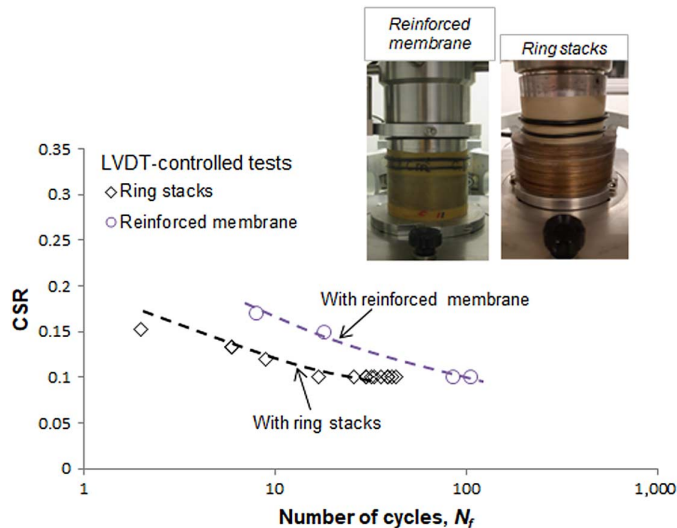 Reinforced
membrane
Ring stacks
0.35
0.3
0.25
0.2
0.15
0.1
0.05
0
CSR
LVDT-controlled tests
Ring stacks
Reinforced membrane
With reinforced membrane
With ring stacks
1
10
100
1,000
Number of cycles, Nf